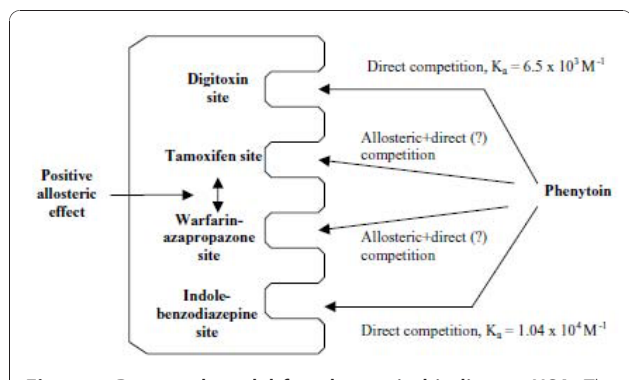 Digitoxin
site
Direct competition, Ka = 6.5 x 10³ M⁻¹
Tamoxifen site
Allosteric+direct (?)
competition
Positive
allosteric
effect
Phenytoin
Warfarin-
azapropazone
site
Allosteric+direct (?)
competition
Indole-
benzodiazepine
site
Direct competition, Ka = 1.04 x 10⁴ M⁻¹